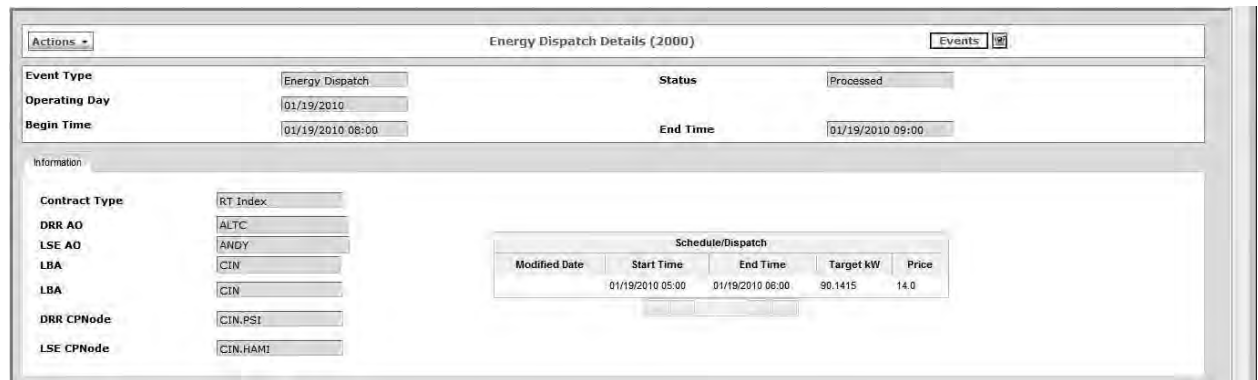 Actions Energy Dispatch Details (2000) Events
Event Type Energy Dispatch Status Processed
Operating Day 01/19/2010
Begin Time 01/19/2010 08:00 End Time 01/19/2010 09:00
Information
Contract Type RT Index
DRR AO ALTC
LSE AO ANDY
LBA CIN
LBA CIN
DRR CPNode CIN.PSI
LSE CPNode CIN.HAMI
Schedule/Dispatch
Modified Date Start Time End Time Target kW Price
01/19/2010 05:00 01/19/2010 06:00 90.1415 14.0